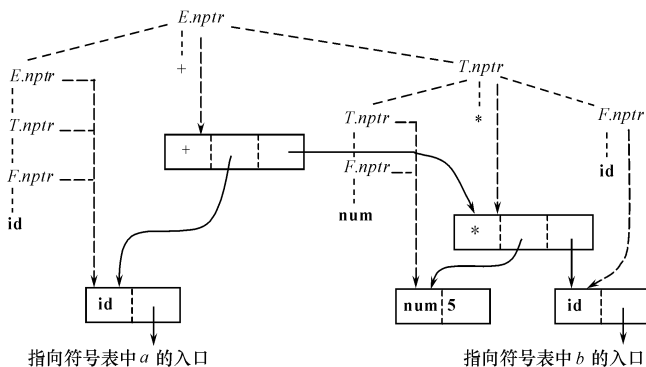 E.nptr
+
E.nptr
T.nptr
T.nptr
*
F.nptr
T.nptr
+
F.nptr
F.nptr
id
id
num
*
id
num 5
id
指向符号表中 a 的入口
指向符号表中 b 的入口